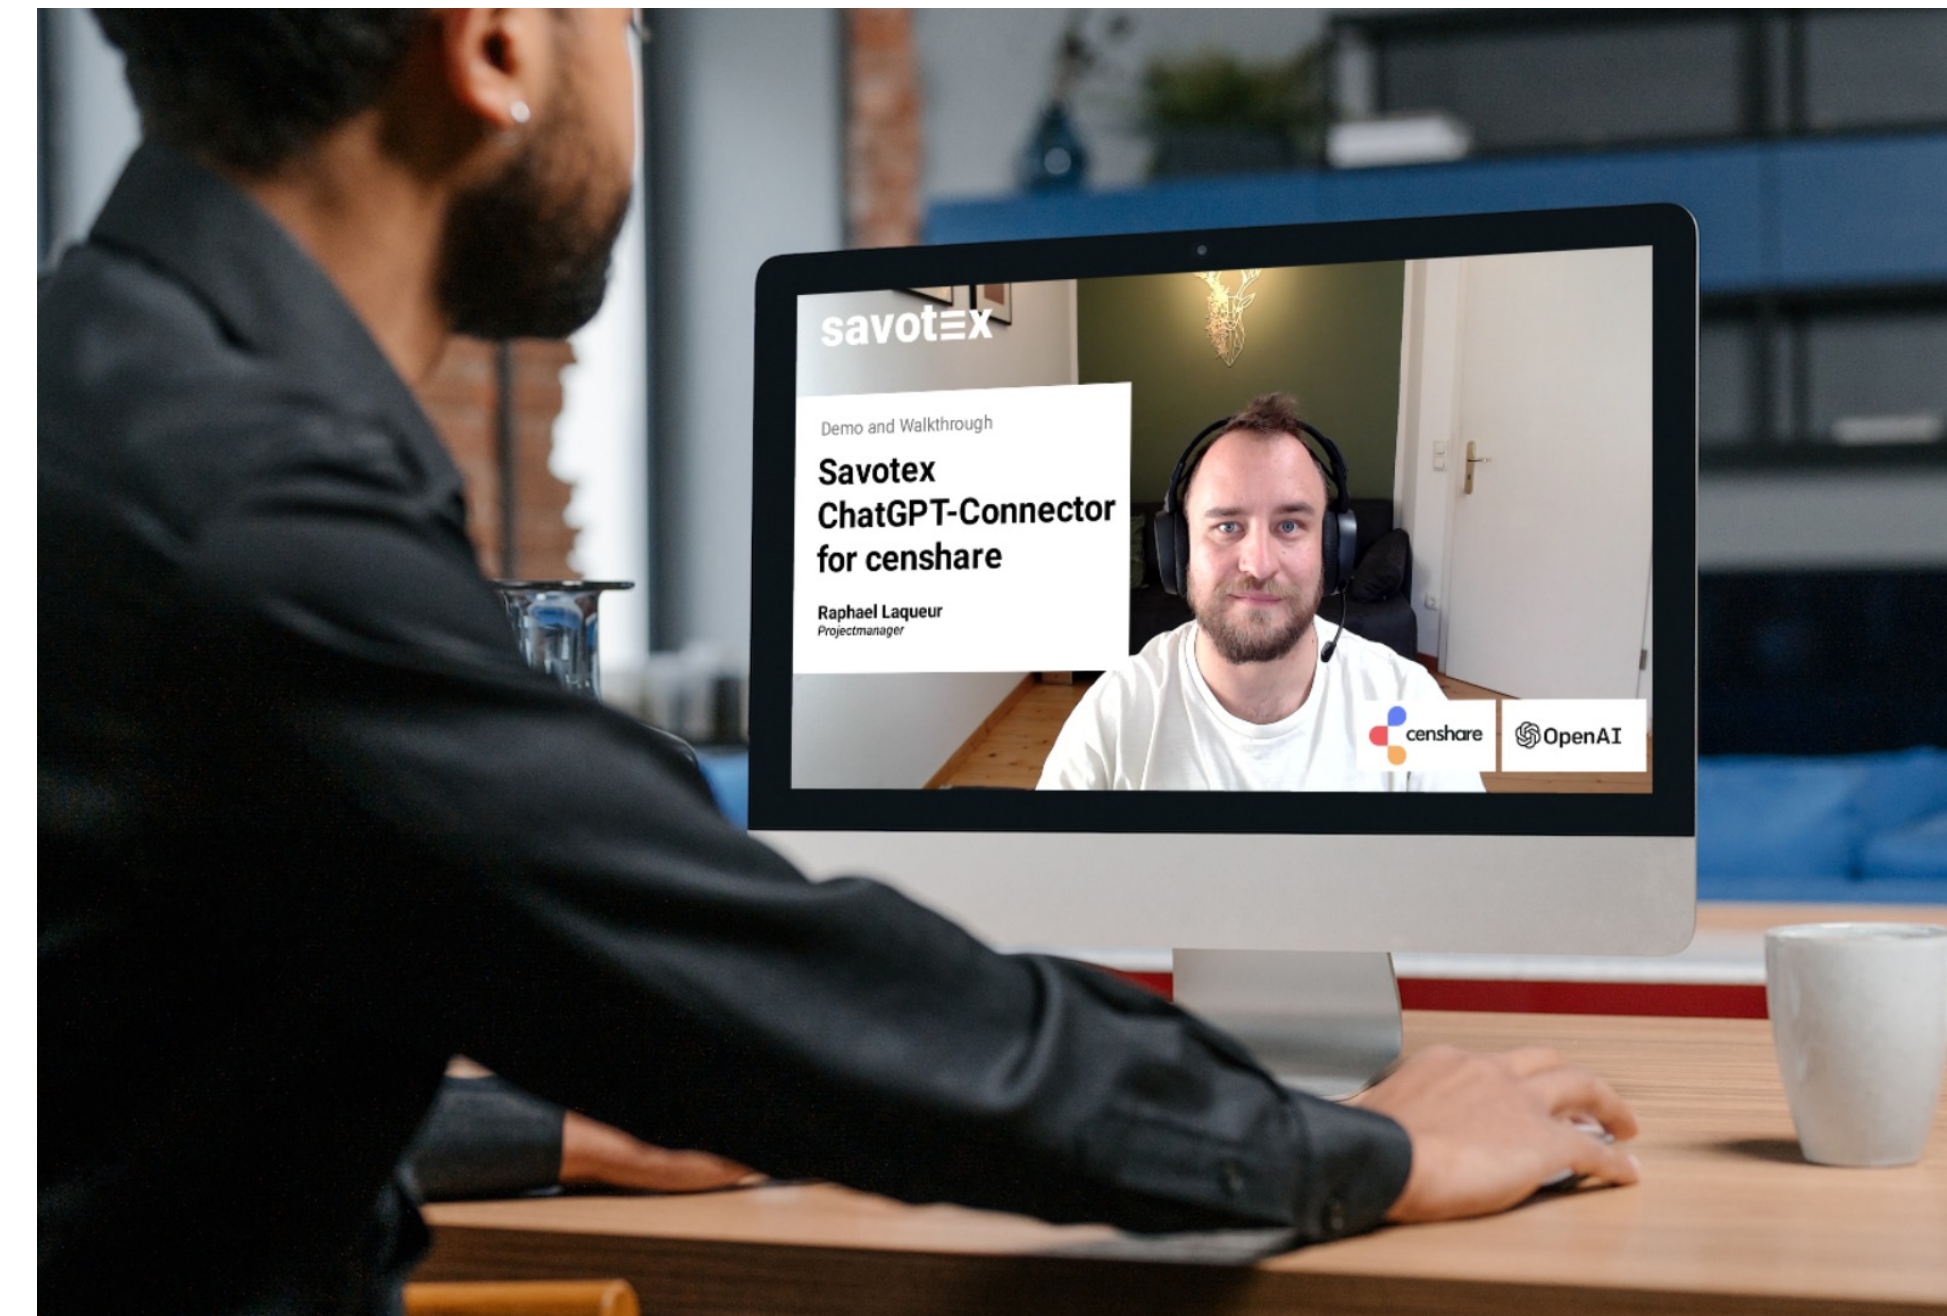 savotex
Demo and Walkthrough
Savotex
ChatGPT-Connector
for censhare
Raphael Laqueur
Projectmanager
censhare
OpenAI